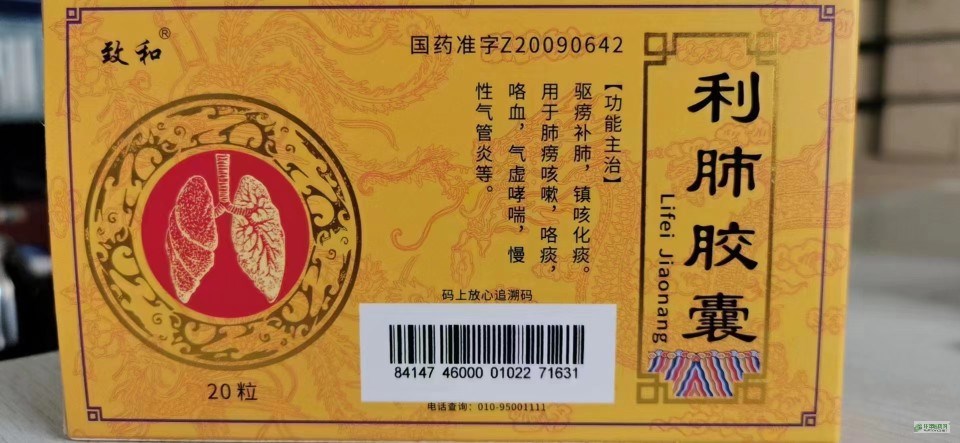 致和®
国药准字Z20090642
利肺胶囊
Lifei Jiaonang
【功能主治】
驱痨补肺，镇咳化痰。
用于肺痨咳嗽，咯痰，
咯血，气虚哮喘，慢
性气管炎等。
码上放心追溯码
84147 46000 01022 71631
电话查询：010-95001111
20粒